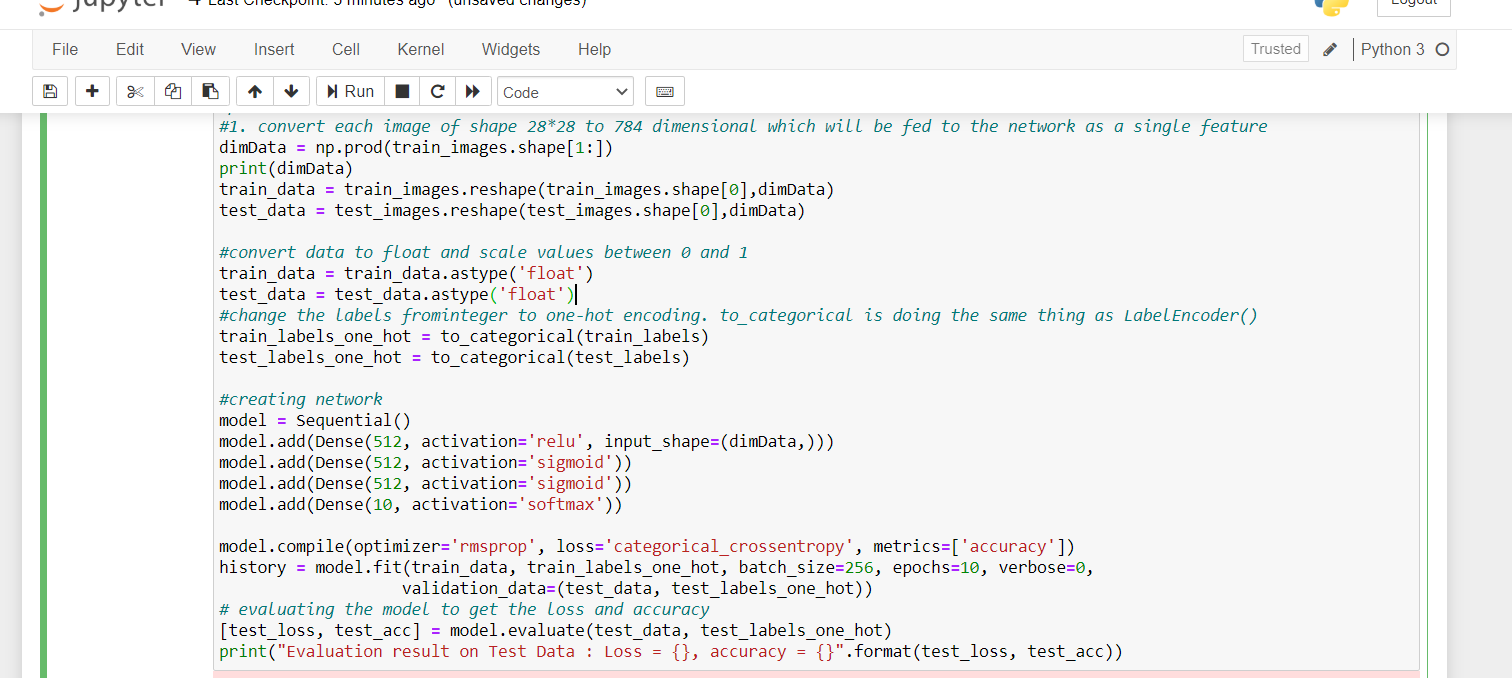 jupyter Last Checkpoint: 5 minutes ago (unsaved changes) Logout
File Edit View Insert Cell Kernel Widgets Help Trusted Python 3
Run Code
#1. convert each image of shape 28*28 to 784 dimensional which will be fed to the network as a single feature
dimData = np.prod(train_images.shape[1:])
print(dimData)
train_data = train_images.reshape(train_images.shape[0],dimData)
test_data = test_images.reshape(test_images.shape[0],dimData)
#convert data to float and scale values between 0 and 1
train_data = train_data.astype('float')
test_data = test_data.astype('float')
#change the labels frominteger to one-hot encoding. to_categorical is doing the same thing as LabelEncoder()
train_labels_one_hot = to_categorical(train_labels)
test_labels_one_hot = to_categorical(test_labels)
#creating network
model = Sequential()
model.add(Dense(512, activation='relu', input_shape=(dimData,)))
model.add(Dense(512, activation='sigmoid'))
model.add(Dense(512, activation='sigmoid'))
model.add(Dense(10, activation='softmax'))
model.compile(optimizer='rmsprop', loss='categorical_crossentropy', metrics=['accuracy'])
history = model.fit(train_data, train_labels_one_hot, batch_size=256, epochs=10, verbose=0,
validation_data=(test_data, test_labels_one_hot))
# evaluating the model to get the loss and accuracy
[test_loss, test_acc] = model.evaluate(test_data, test_labels_one_hot)
print("Evaluation result on Test Data : Loss = {}, accuracy = {}".format(test_loss, test_acc))